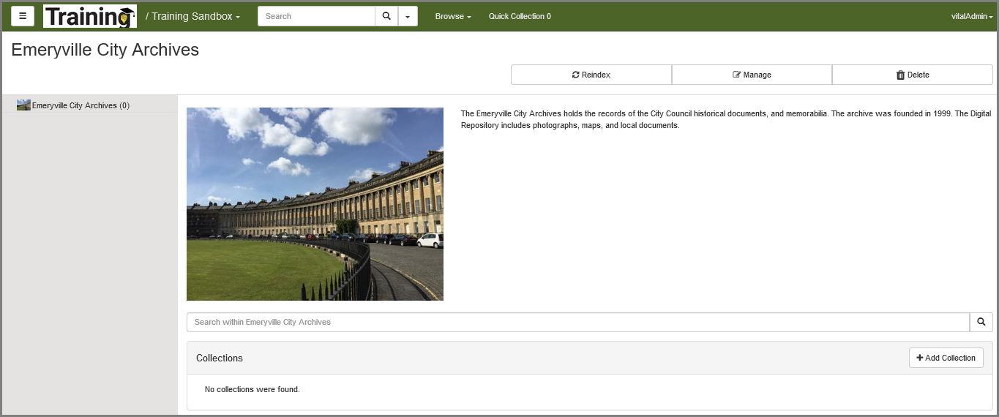 Training / Training Sandbox Search Browse Quick Collection 0 vitalAdmin
Emeryville City Archives
Reindex Manage Delete
Emeryville City Archives (0)
The Emeryville City Archives holds the records of the City Council historical documents, and memorabilia. The archive was founded in 1999. The Digital
Repository includes photographs, maps, and local documents.
Search within Emeryville City Archives
Collections + Add Collection
No collections were found.